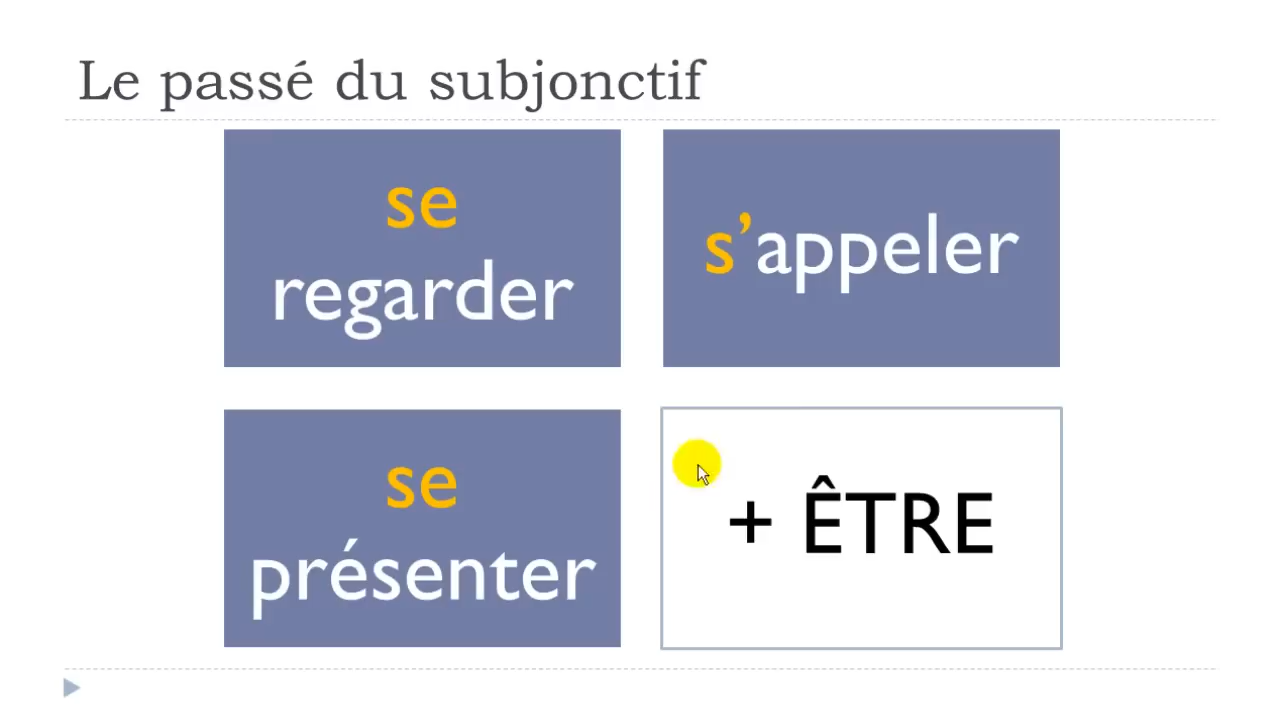 Le passé du subjonctif
se
regarder
s’appeler
se
présenter
+ ÊTRE